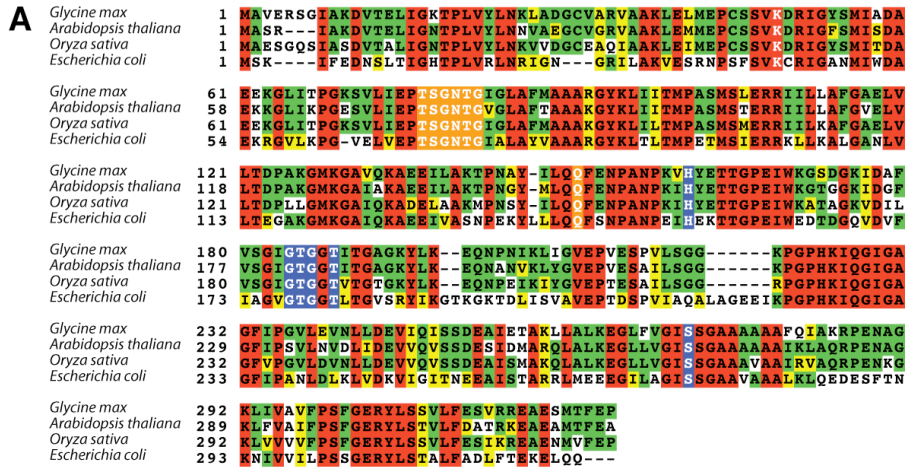 A
Glycine max 1 MAVERSGIAKDVTELIGKTPLVYLNKLADGCVARVAAKLELMEPCSSVKDRIGYSMIADA
Arabidopsis thaliana 1 MASR---IAKDVTELIGNTPLVYLNNVAEGCVGRVAAKLEMMEPCSSVKDRIGFSMISDA
Oryza sativa 1 MAESGQSIASDVTALIGNTPLVYLNKVVDGCEAQIAAKLEIMEPCSSVKDRIGYSMITDA
Escherichia coli 1 MSK----IFEDNSLTIGHTPLVRLNRIGN---GRILAKVESRNPSFSVKCRIGANMIWDA
Glycine max 61 EEKGLITPGKSVLIEPTSGNTGIGLAFMAAARGYKLIITMPASMSLERRIILLAFGAELV
Arabidopsis thaliana 58 EKKGLIKPGESVLIEPTSGNTGVGLAFTAAAKGYKLIITMPASMSTERRIILLAFGVELV
Oryza sativa 61 EEKGLITPGKSVLIEPTSGNTGIGLAFMAAAKGYKLILTMPASMSMERRIILKAFGAELV
Escherichia coli 54 EKRGVLKPG-VELVEPTSGNTGIALAYVAAARGYKLTLTMPETMSIERRKLLKALGANLV
Glycine max 121 LTDPAKGMKGAVQKAEEILAKTPNAY-ILQQFENPANPKVHYETTGPEIWKGSDGKIDAF
Arabidopsis thaliana 118 LTDPAKGMKGAIAKAEEILAKTPNGY-MLQQFENPANPKIHYETTGPEIWKGTGGKIDGF
Oryza sativa 121 LTDPLLGMKGAIQKADELAAKMPNSY-ILQQFENPANPKIHYETTGPEIWKATAGKVDIL
Escherichia coli 113 LTEGAKGMKGAIQKAEEIVASNPEKYLLLQQFSNPANPEIHEKTTGPEIWEDTDGQVDVF
Glycine max 180 VSGIGTGGTITGAGKYLK--EQNPNIKLIGVEPVESPVLSGG------KPGPHKIQGIGA
Arabidopsis thaliana 177 VSGIGTGGTITGAGKYLK--EQNANVKLYGVEPVESAILSGG------KPGPHKIQGIGA
Oryza sativa 180 VSGIGTGGTVTGAGKYLK--EQNPEIKIYGVEPTESAILSGG------RPGPHKIQGIGA
Escherichia coli 173 IAGVGTGGTLTGVSRYIKGTKGKTDLISVAVEPTDSPVIAQALAGEEIKPGPHKIQGIGA
Glycine max 232 GFIPGVLEVNLLDEVIQISSDEAIETAKLLALKEGLFVGISSGAAAAAAFQIAKRPENAG
Arabidopsis thaliana 229 GFIPSVLNVDLIDEVVQVSSDESIDMARQLALKEGLLVGISSGAAAAAAIKLAQRPENAG
Oryza sativa 232 GFVPGVLDVNLLDEVVQVSSDEAISMAKQLALKEGLLVGISSGAAAVAAIRVAQRPENKG
Escherichia coli 233 GFIPANLDLKLVDKVIGITNEEAISTARRLMEEEGILAGISSGAAVAAALKLQEDESFTN
Glycine max 292 KLIVAVFPSFGERYLSSVLFESVRREAESMTFEP
Arabidopsis thaliana 289 KLFVAIFPSFGERYLSTVLFDATRKEAEAMTFEA
Oryza sativa 292 KLVVVVFPSFGERYLSSVLFESIKREAENMVFEP
Escherichia coli 293 KNIVVILPSSGERYLSTALFADLFTEKELQQ---